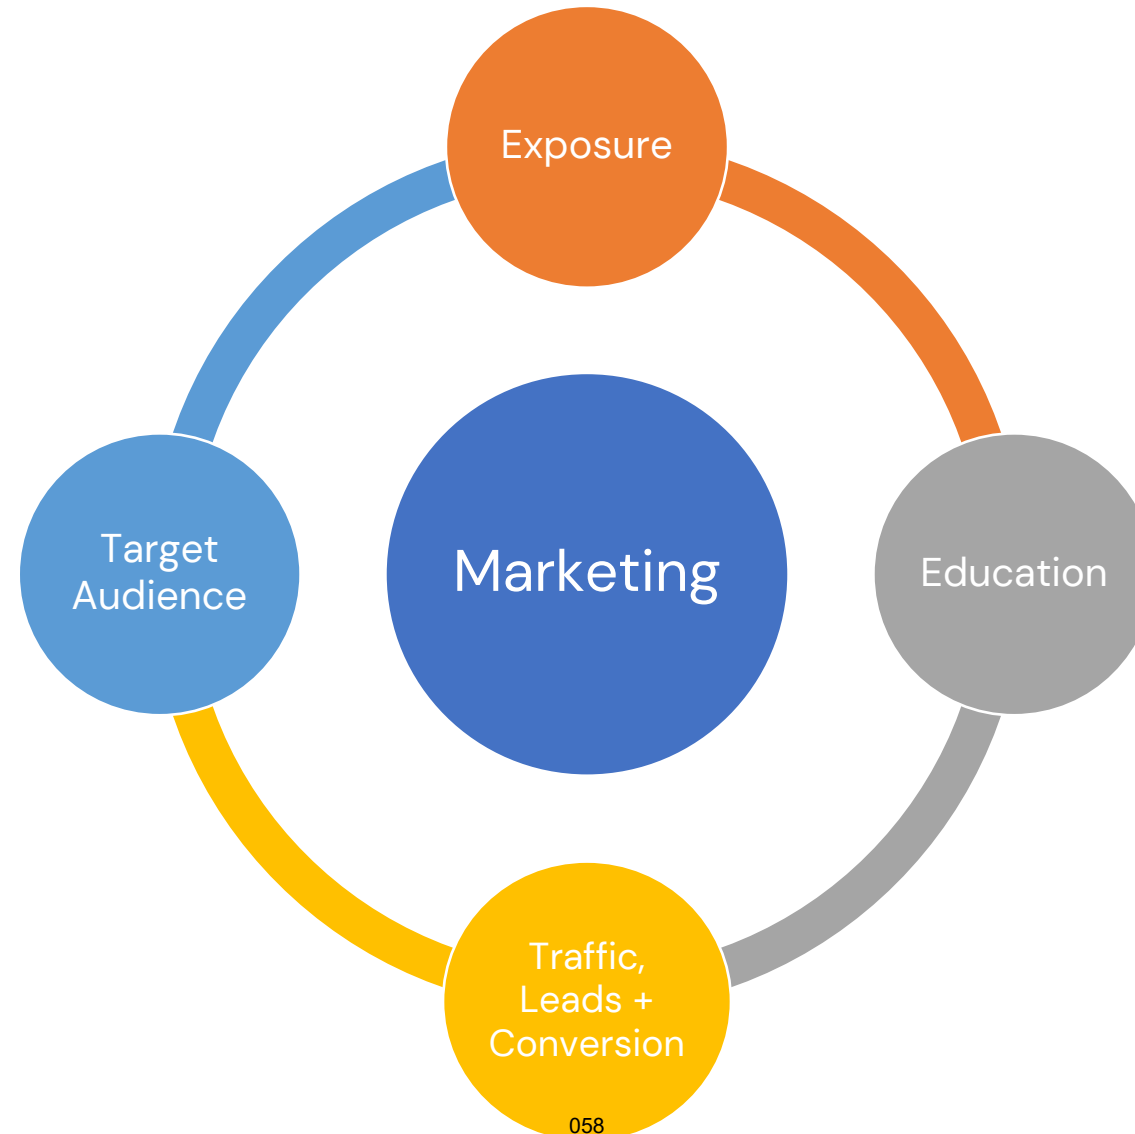 Exposure
Target
Audience
Marketing
Education
Traffic,
Leads +
Conversion
058